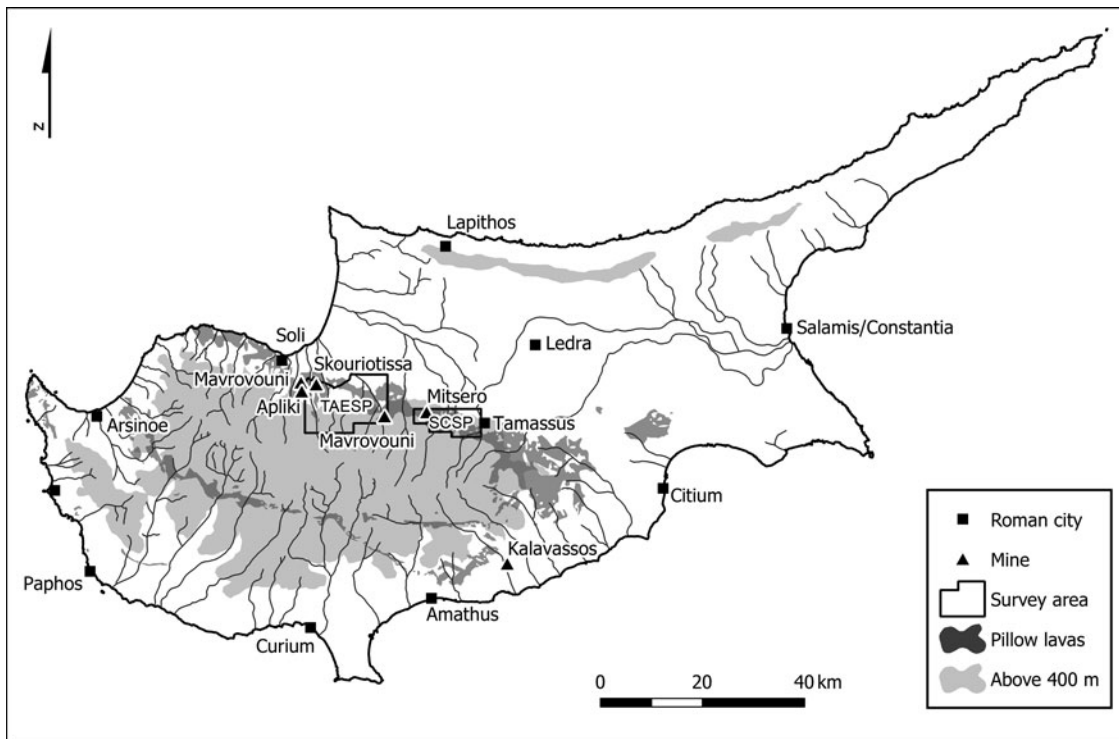 N
Lapithos
Salamis/Constantia
Soli
Ledra
Skouriotissa
Mavrovouni
Mitsero
Apliki
TAESP
SCSP
Tamassus
Arsinoe
Mavrovouni
Citium
Kalavassos
Paphos
Amathus
Curium
Roman city
Mine
Survey area
Pillow lavas
Above 400 m
0 20 40 km